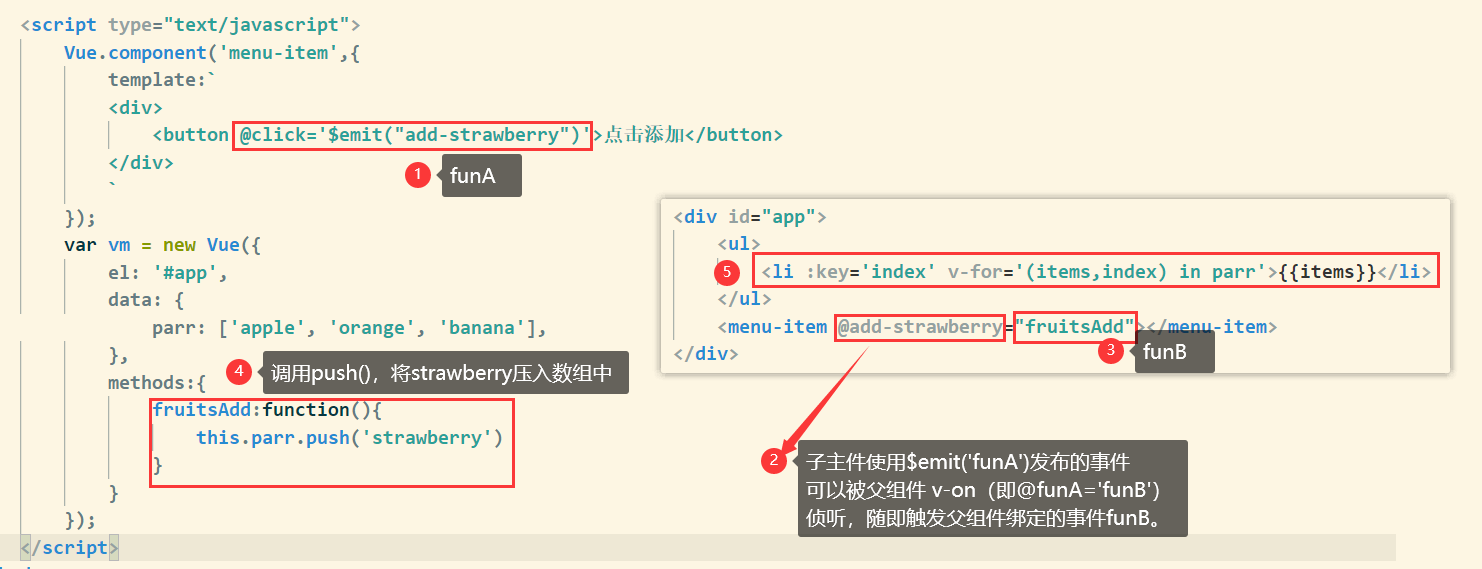 <script type="text/javascript">
Vue.component('menu-item',{
template:`
<div>
<button @click='$emit("add-strawberry")'>点击添加</button>
</div>
1 funA
`
});
var vm = new Vue({
el: '#app',
data: {
parr: ['apple', 'orange', 'banana'],
},
4 调用push()，将strawberry压入数组中
methods:{
fruitsAdd:function(){
this.parr.push('strawberry')
}
}
});
</script>
<div id="app">
<ul>
5 <li :key='index' v-for='(items,index) in parr'>{{items}}</li>
</ul>
<menu-item @add-strawberry="fruitsAdd"></menu-item>
</div>
3 funB
2 子主件使用$emit('funA')发布的事件
可以被父组件 v-on（即@funA='funB'）
侦听，随即触发父组件绑定的事件funB。